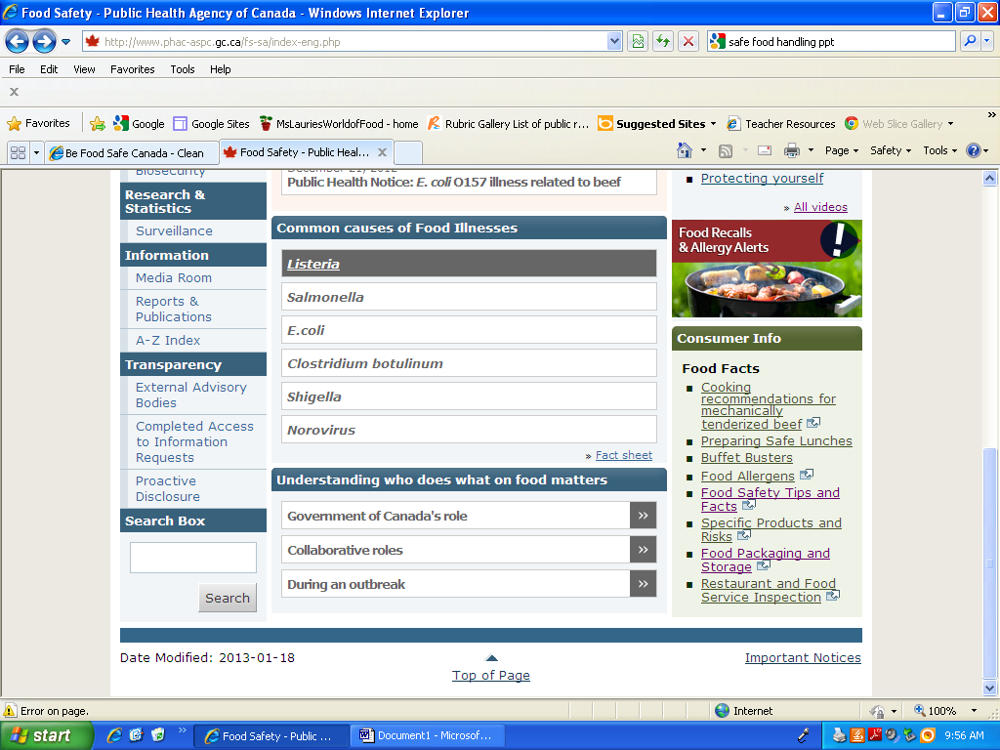 Food Safety - Public Health Agency of Canada - Windows Internet Explorer
http://www.phac-aspc.gc.ca/fs-sa/index-eng.php
safe food handling ppt
File Edit View Favorites Tools Help
x
Favorites Google Google Sites MsLauriesWorldofFood - home Rubric Gallery List of public r... Suggested Sites Teacher Resources Web Slice Gallery »
Be Food Safe Canada - Clean Food Safety - Public Heal... X Page Safety Tools
Biosecurity
Research &
Statistics
Surveillance
Information
Media Room
Reports &
Publications
A-Z Index
Transparency
External Advisory
Bodies
Completed Access
to Information
Requests
Proactive
Disclosure
Search Box
Search
December 21, 2012
Public Health Notice: E. coli O157 illness related to beef
Common causes of Food Illnesses
Listeria
Salmonella
E.coli
Clostridium botulinum
Shigella
Norovirus
» Fact sheet
Understanding who does what on food matters
Government of Canada's role »
Collaborative roles »
During an outbreak »
Protecting yourself
» All videos
Food Recalls
& Allergy Alerts
!
Consumer Info
Food Facts
Cooking
recommendations for
mechanically
tenderized beef
Preparing Safe Lunches
Buffet Busters
Food Allergens
Food Safety Tips and
Facts
Specific Products and
Risks
Food Packaging and
Storage
Restaurant and Food
Service Inspection
Date Modified: 2013-01-18
Top of Page
Important Notices
Error on page. Internet 100%
start » Food Safety - Public ... Document1 - Microsof... 9:56 AM